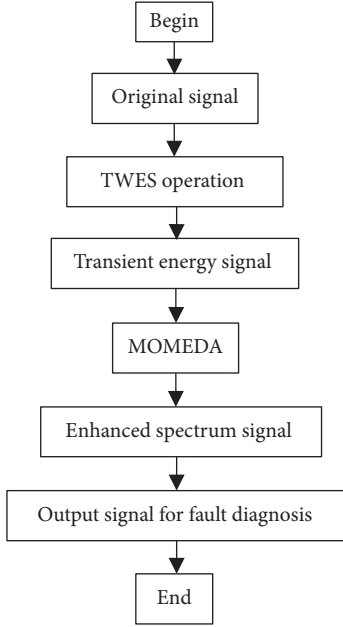 Begin
Original signal
TWES operation
Transient energy signal
MOMEDA
Enhanced spectrum signal
Output signal for fault diagnosis
End